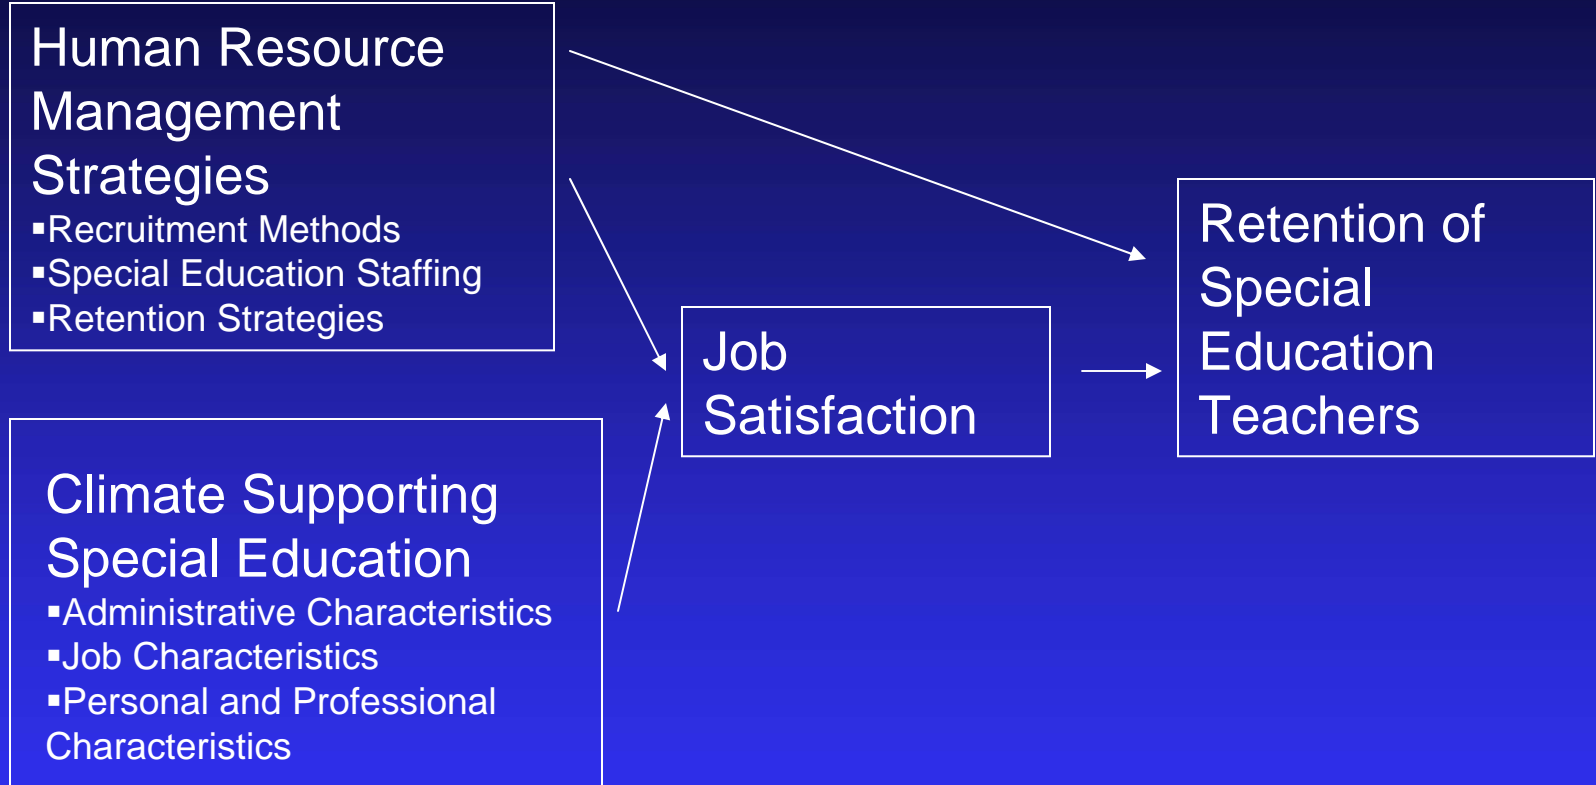 Human Resource
Management
Strategies
▪Recruitment Methods
▪Special Education Staffing
▪Retention Strategies
Climate Supporting
Special Education
▪Administrative Characteristics
▪Job Characteristics
▪Personal and Professional
Characteristics
Job
Satisfaction
Retention of
Special
Education
Teachers